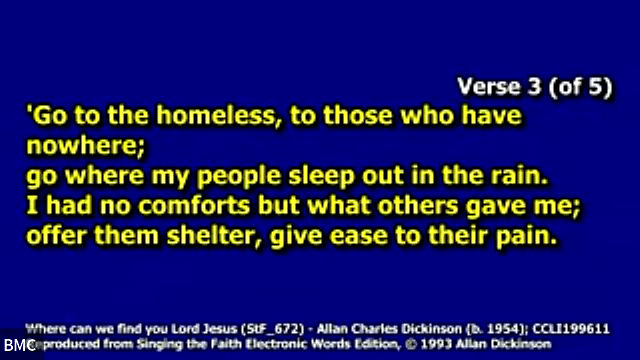 Verse 3 (of 5)
'Go to the homeless, to those who have
nowhere;
go where my people sleep out in the rain.
I had no comforts but what others gave me;
offer them shelter, give ease to their pain.
Where can we find you Lord Jesus (StF_672) - Allan Charles Dickinson (b. 1954); CCLI199611
Reproduced from Singing the Faith Electronic Words Edition, © 1993 Allan Dickinson
BMC